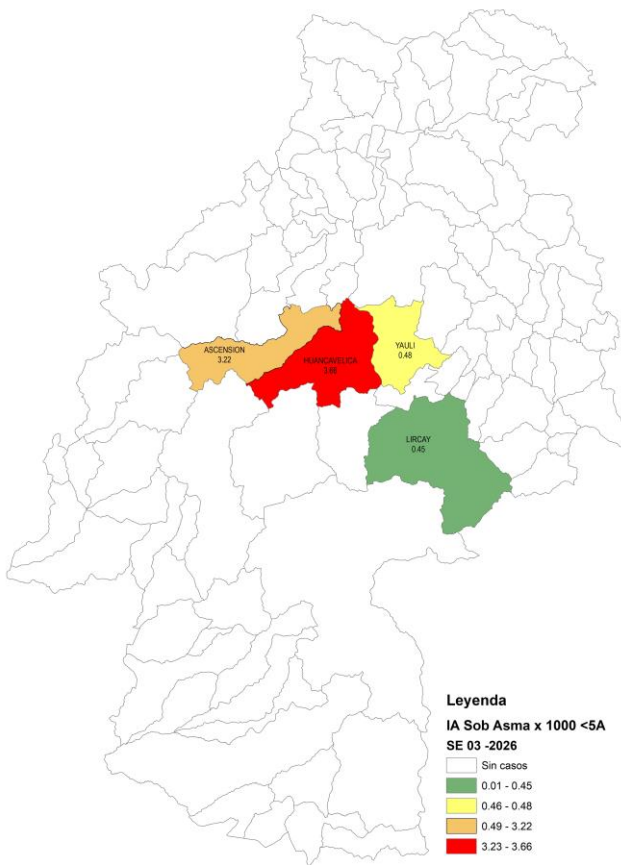 ASCENSION
3.22
HUANCAVELICA
3.66
YAULI
0.48
LIRCAY
0.45
Leyenda
IA Sob Asma x 1000 <5A
SE 03 -2026
Sin casos
0.01 - 0.45
0.46 - 0.48
0.49 - 3.22
3.23 - 3.66